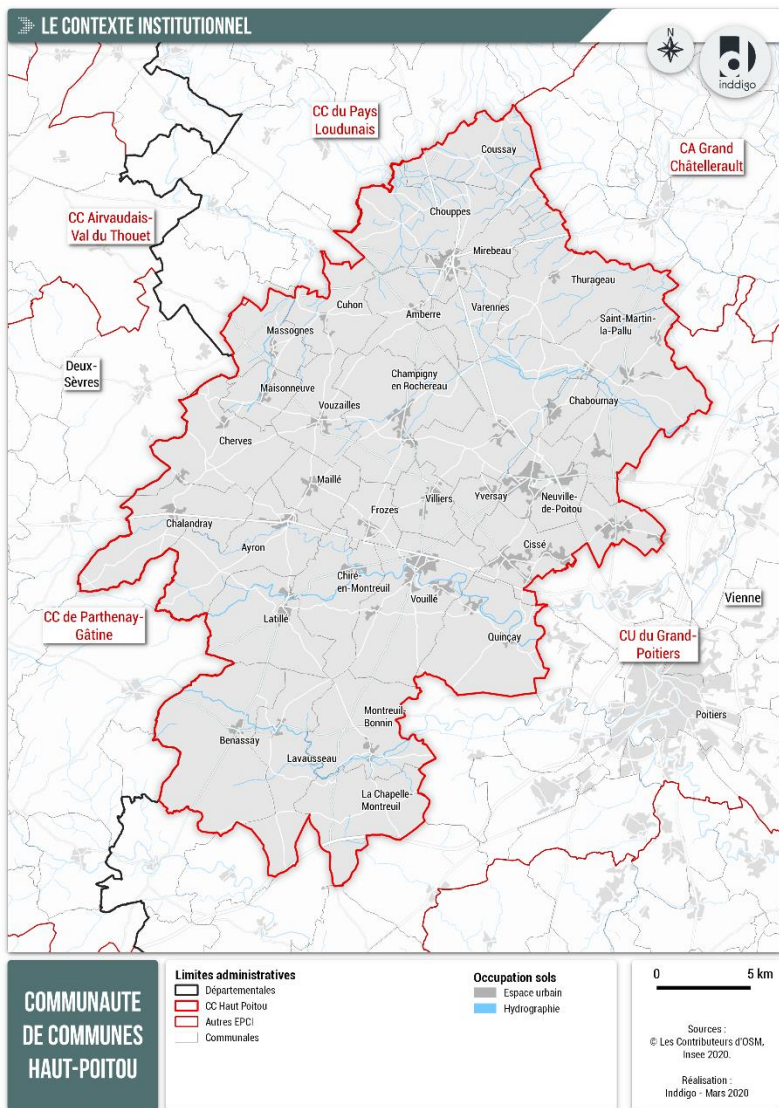 LE CONTEXTE INSTITUTIONNEL
N
inddigo
CC du Pays
Loudunais
CA Grand
Châtellerault
CC Airvaudais-
Val du Thouet
Coussay
Chouppes
Mirebeau
Thurageau
Cuhon
Amberre
Varennes
Saint-Martin-
la-Pallu
Massognes
Deux-
Sèvres
Champigny
en Rochereau
Maisonneuve
Vouzailles
Chabournay
Cherves
Maillé
Villiers
Yversay
Neuville-
de-Poitou
Frozes
Chalandray
Ayron
Cissé
Chiré-
en-Montreuil
Vouillé
Vienne
CC de Parthenay-
Gâtine
Latillé
Quinçay
CU du Grand-
Poitiers
Montreuil-
Bonnin
Poitiers
Benassay
Lavausseau
La Chapelle-
Montreuil
COMMUNAUTE
DE COMMUNES
HAUT-POITOU
Limites administratives
Départementales
CC Haut Poitou
Autres EPCI
Communales
Occupation sols
Espace urbain
Hydrographie
0 5 km
Sources :
© Les Contributeurs d'OSM,
Insee 2020.
Réalisation :
Inddigo - Mars 2020